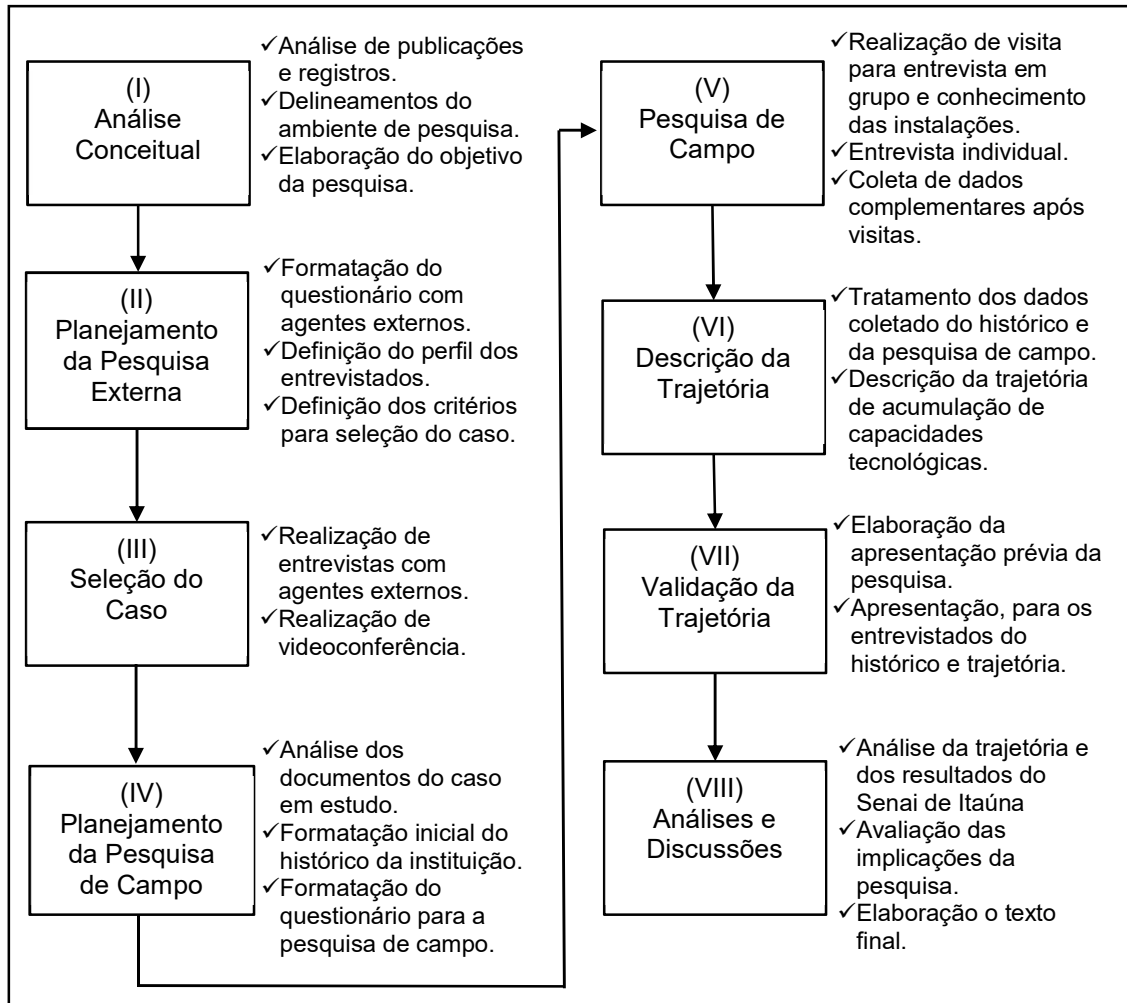 (I)
Análise
Conceitual
✓Análise de publicações
e registros.
✓Delineamentos do
ambiente de pesquisa.
✓Elaboração do objetivo
da pesquisa.
(II)
Planejamento
da Pesquisa
Externa
✓Formatação do
questionário com
agentes externos.
✓Definição do perfil dos
entrevistados.
✓Definição dos critérios
para seleção do caso.
(III)
Seleção do
Caso
✓Realização de
entrevistas com
agentes externos.
✓Realização de
videoconferência.
(IV)
Planejamento
da Pesquisa
de Campo
✓Análise dos
documentos do caso
em estudo.
✓Formatação inicial do
histórico da instituição.
✓Formatação do
questionário para a
pesquisa de campo.
(V)
Pesquisa de
Campo
✓Realização de visita
para entrevista em
grupo e conhecimento
das instalações.
✓Entrevista individual.
✓Coleta de dados
complementares após
visitas.
(VI)
Descrição da
Trajetória
✓Tratamento dos dados
coletado do histórico e
da pesquisa de campo.
✓Descrição da trajetória
de acumulação de
capacidades
tecnológicas.
(VII)
Validação da
Trajetória
✓Elaboração da
apresentação prévia da
pesquisa.
✓Apresentação, para os
entrevistados do
histórico e trajetória.
(VIII)
Análises e
Discussões
✓Análise da trajetória e
dos resultados do
Senai de Itaúna
✓Avaliação das
implicações da
pesquisa.
✓Elaboração o texto
final.